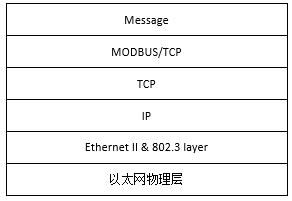 Message
MODBUS/TCP
TCP
IP
Ethernet II & 802.3 layer
以太网物理层